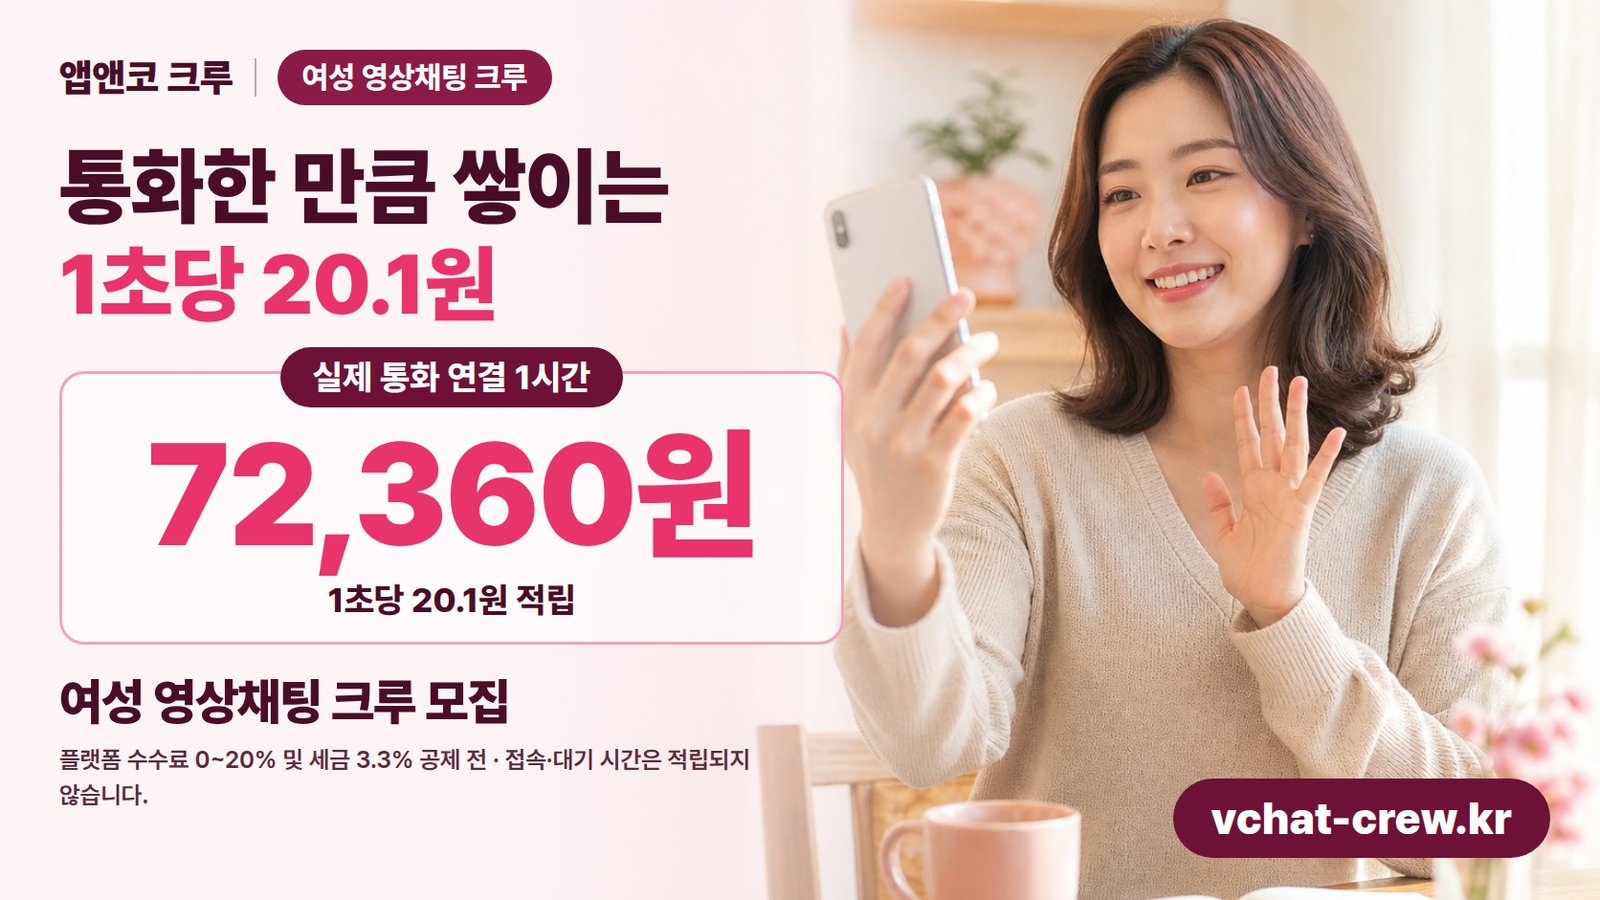 앱앤코 크루
여성 영상채팅 크루
통화한 만큼 쌓이는
1초당 20.1원
실제 통화 연결 1시간
72,360원
1초당 20.1원 적립
여성 영상채팅 크루 모집
플랫폼 수수료 0~20% 및 세금 3.3% 공제 전 · 접속·대기 시간은 적립되지
않습니다.
vchat-crew.kr